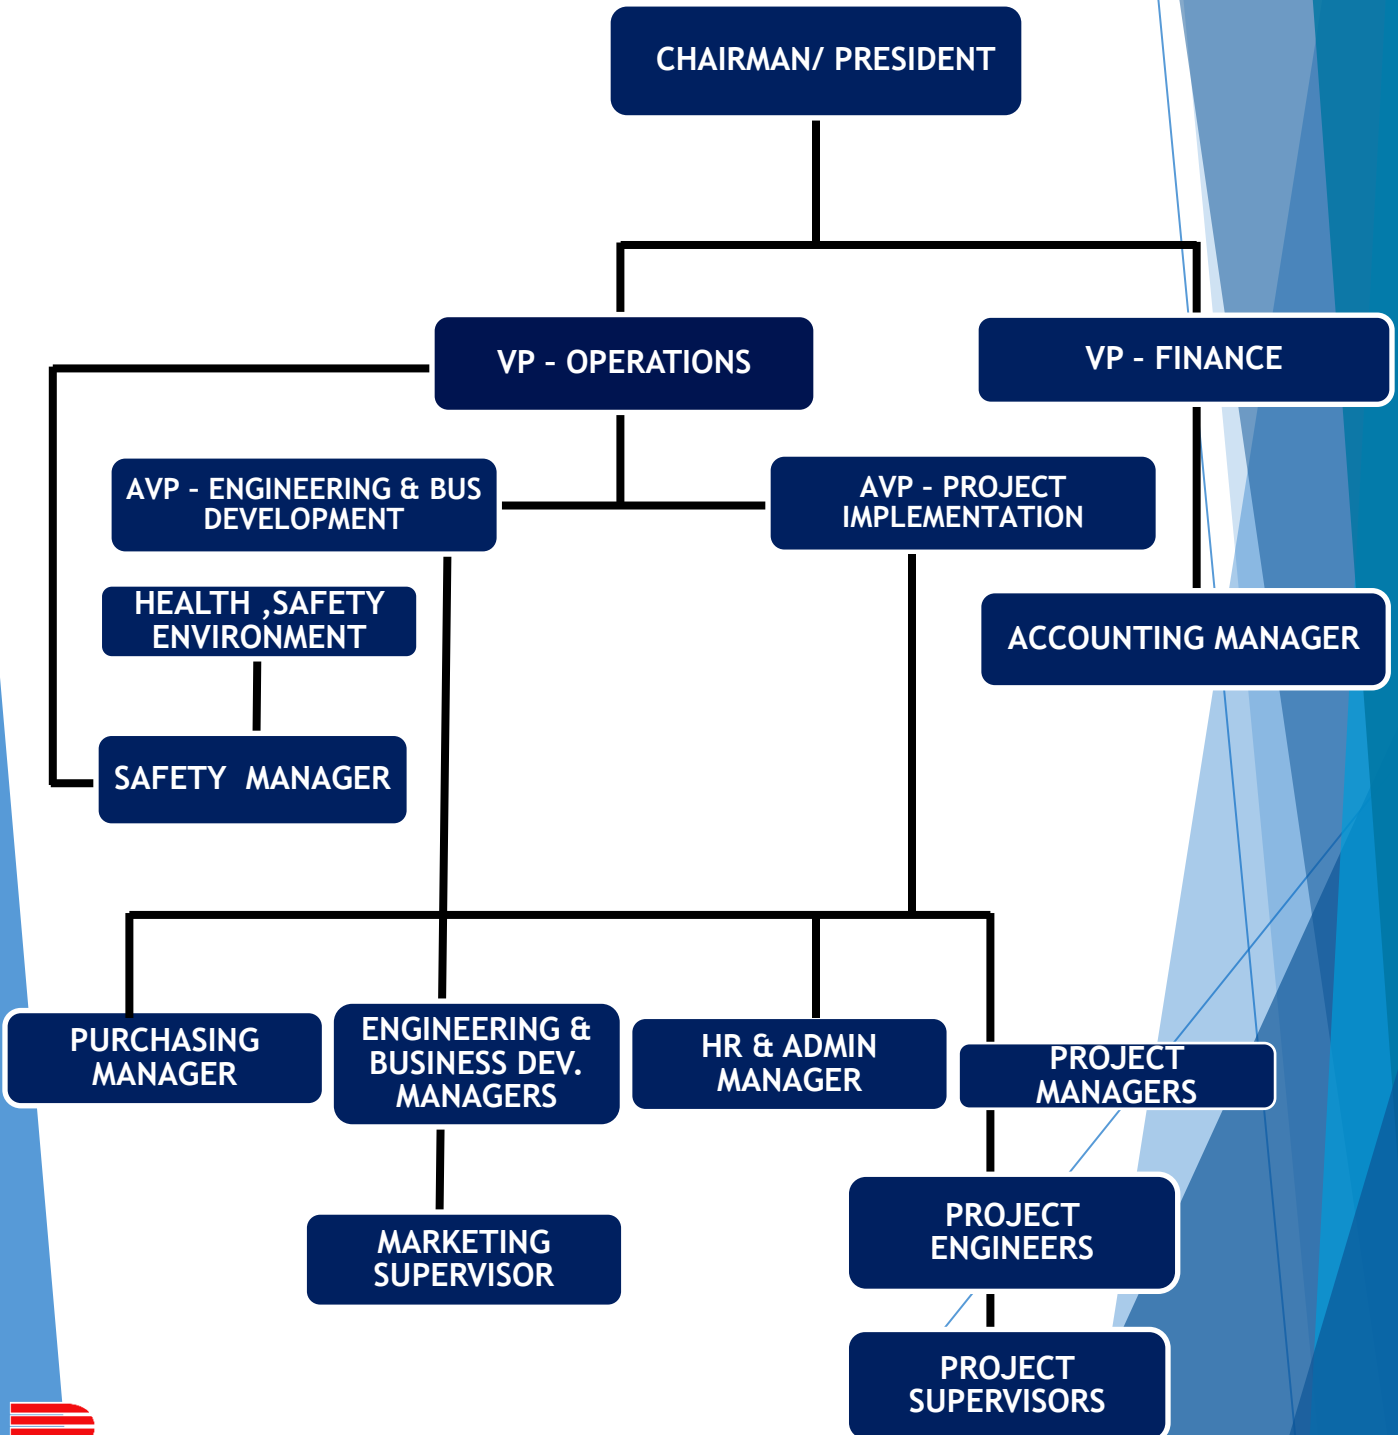 CHAIRMAN/ PRESIDENT
VP - OPERATIONS
VP - FINANCE
AVP - ENGINEERING & BUS
DEVELOPMENT
AVP - PROJECT
IMPLEMENTATION
HEALTH ,SAFETY
ENVIRONMENT
ACCOUNTING MANAGER
SAFETY  MANAGER
PURCHASING
MANAGER
ENGINEERING &
BUSINESS DEV.
MANAGERS
HR & ADMIN
MANAGER
PROJECT
MANAGERS
MARKETING
SUPERVISOR
PROJECT
ENGINEERS
PROJECT
SUPERVISORS